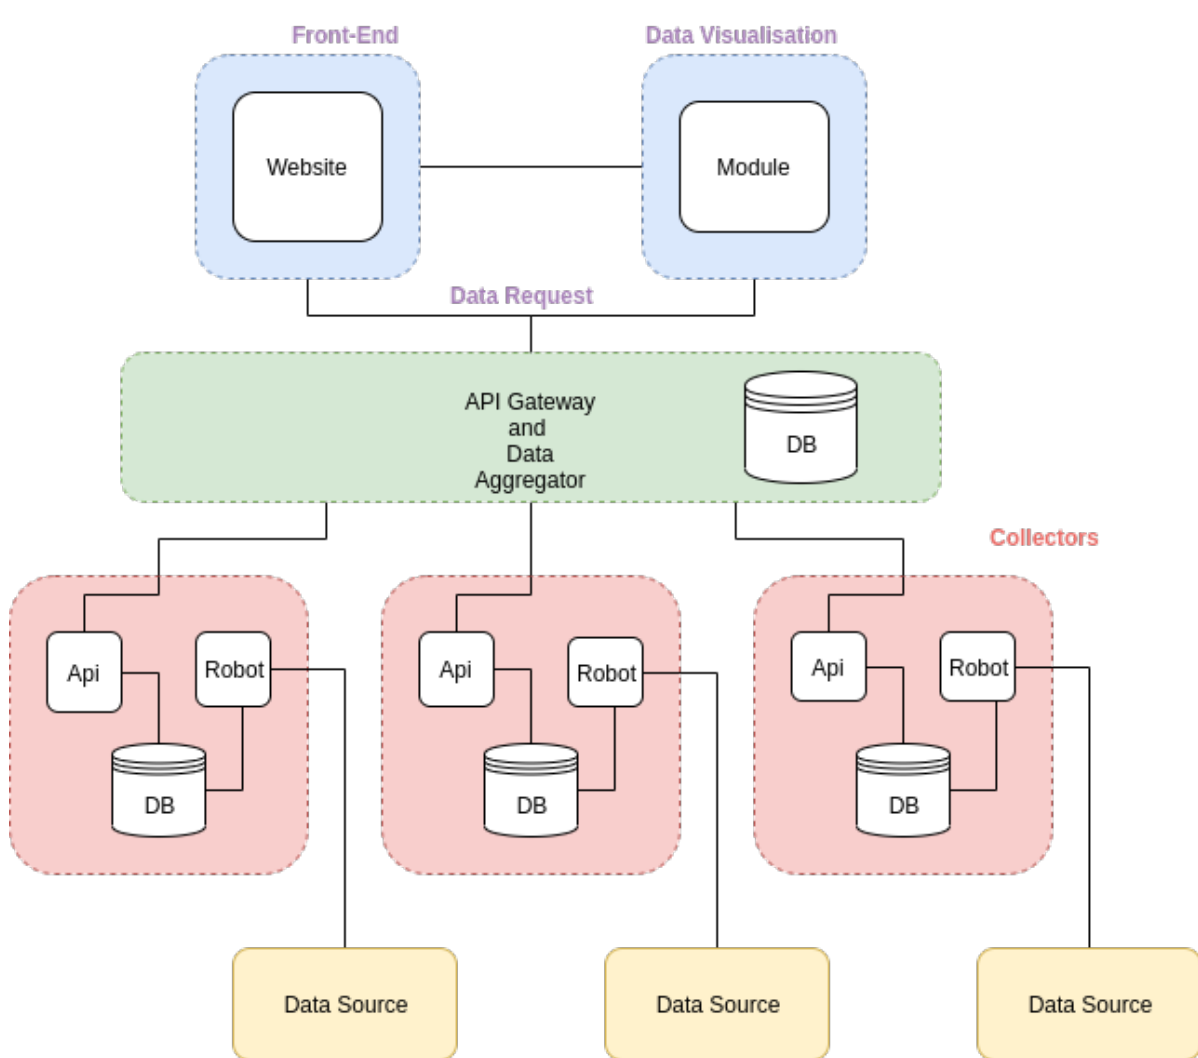 Front-End
Data Visualisation
Website
Module
Data Request
API Gateway
and
Data
Aggregator
DB
Collectors
Api
Robot
DB
Api
Robot
DB
Api
Robot
DB
Data Source
Data Source
Data Source